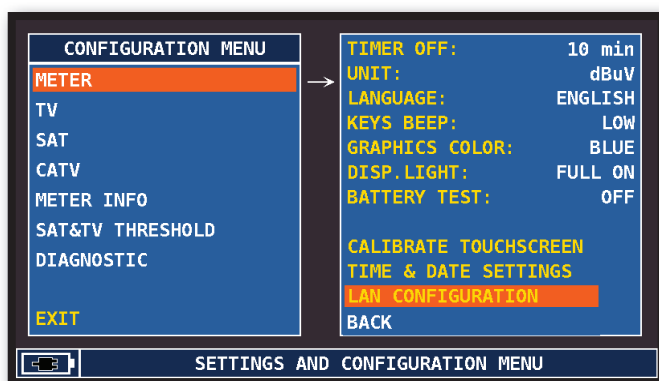 CONFIGURATION MENU
METER
TV
SAT
CATV
METER INFO
SAT&TV THRESHOLD
DIAGNOSTIC
EXIT
→
TIMER OFF: 10 min
UNIT: dBuV
LANGUAGE: ENGLISH
KEYS BEEP: LOW
GRAPHICS COLOR: BLUE
DISP.LIGHT: FULL ON
BATTERY TEST: OFF
CALIBRATE TOUCHSCREEN
TIME & DATE SETTINGS
LAN CONFIGURATION
BACK
SETTINGS AND CONFIGURATION MENU